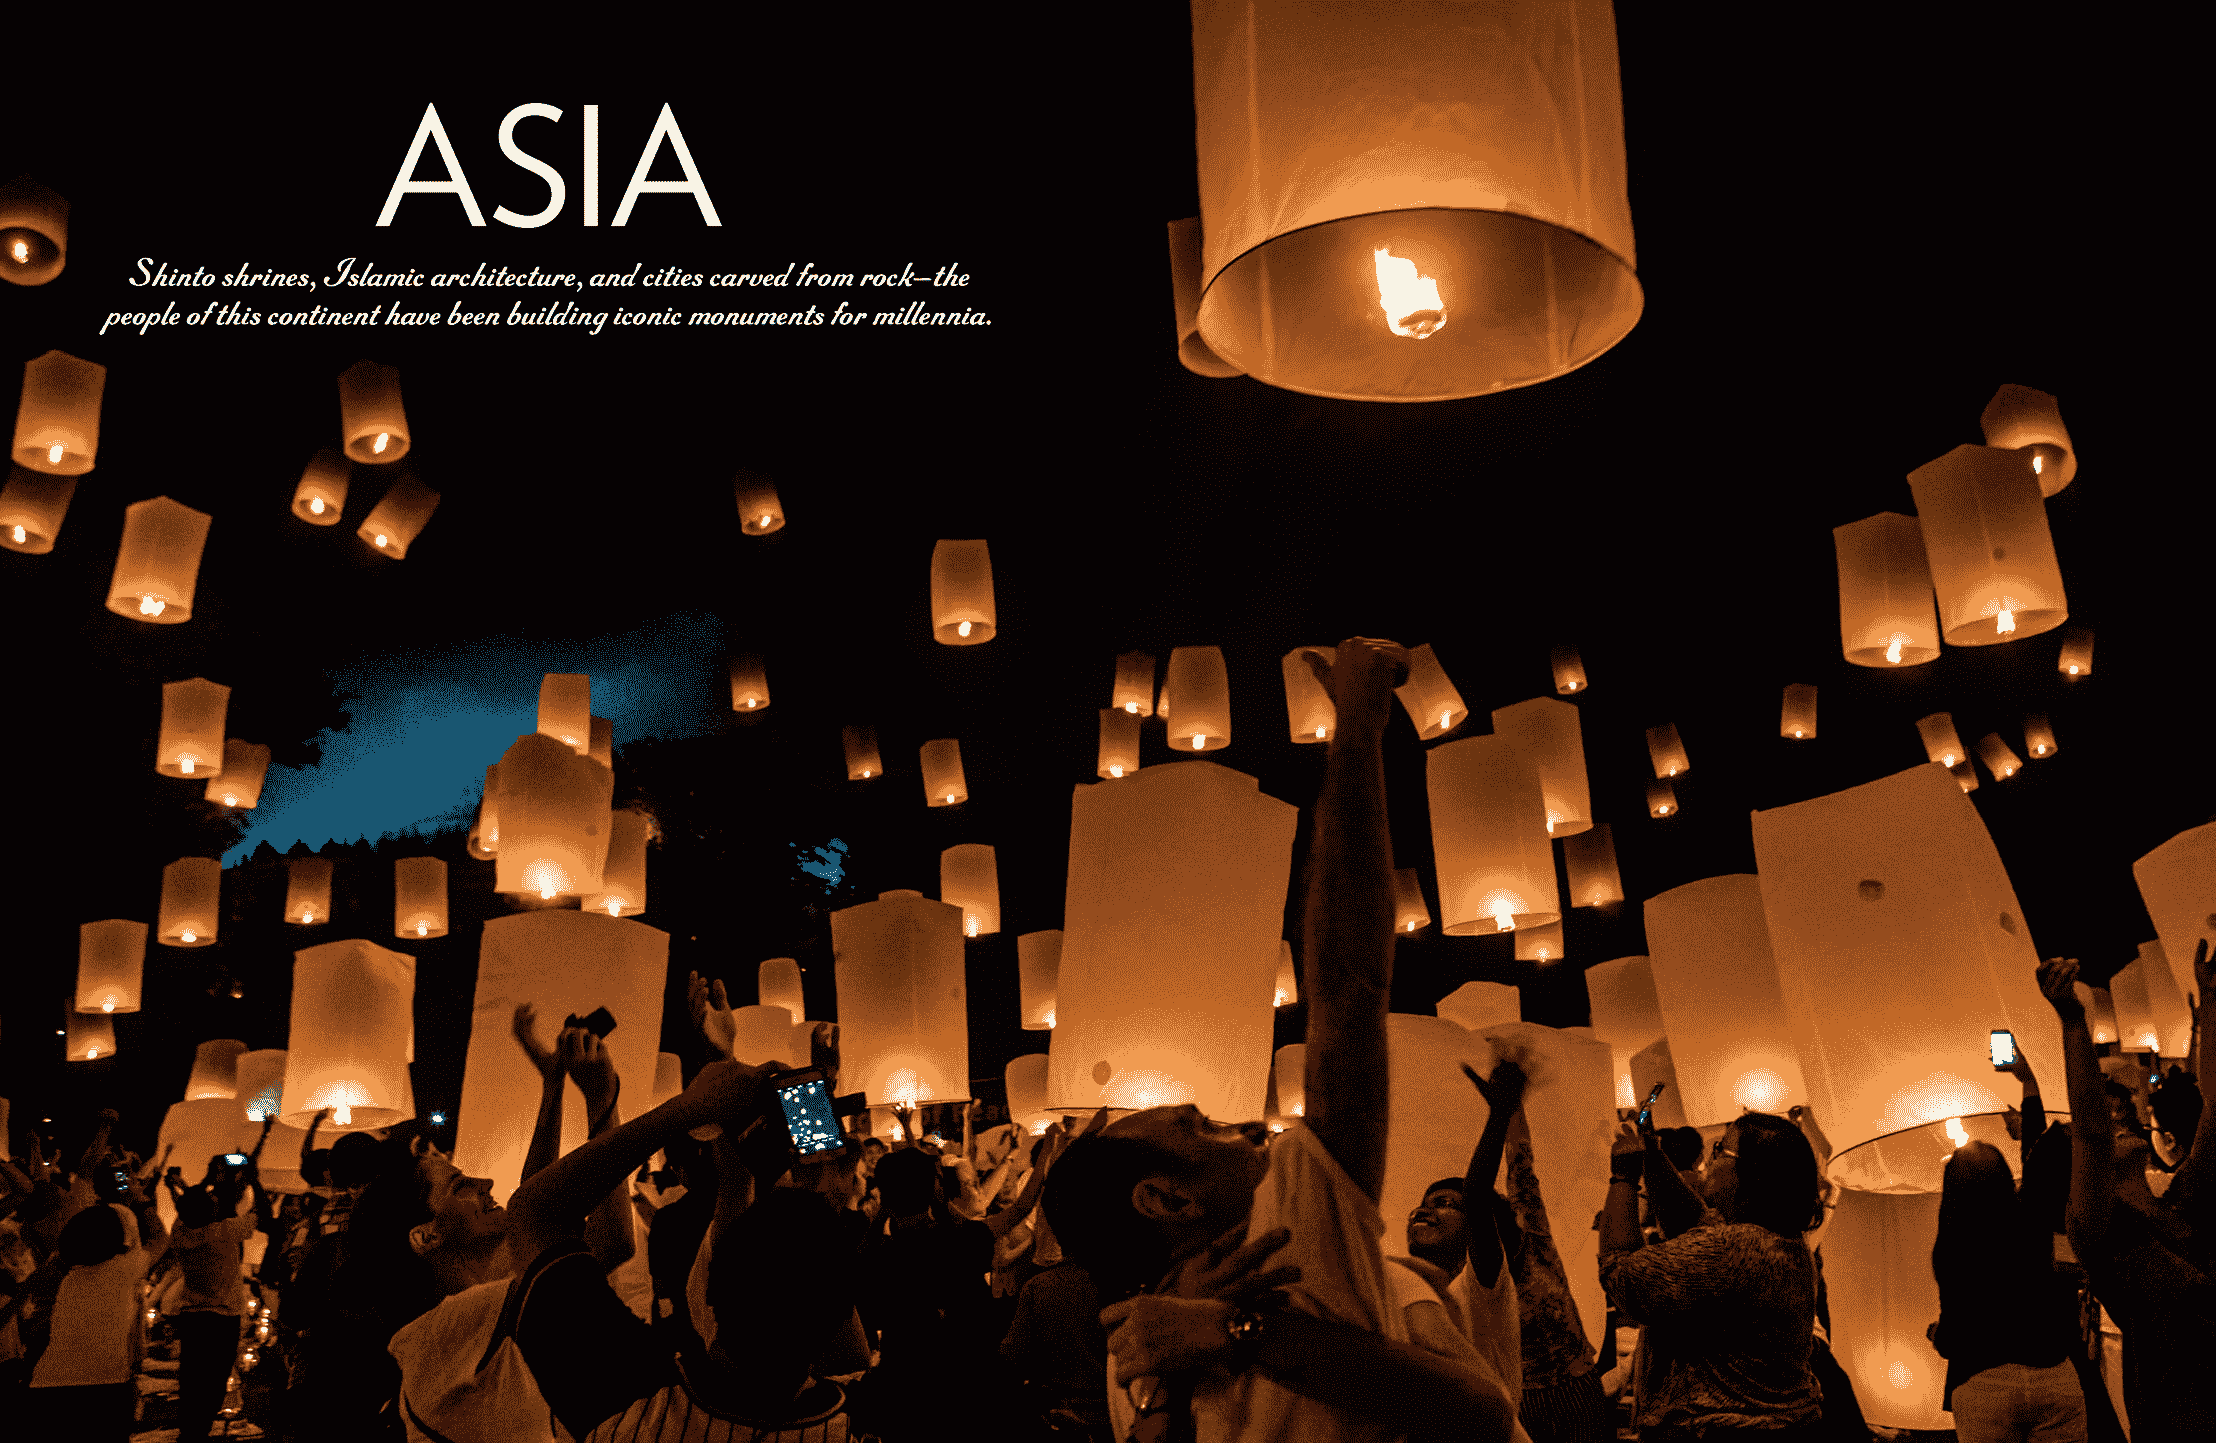 ASIA
Shinto shrines, Islamic architecture, and cities carved from rock—the
people of this continent have been building iconic monuments for millennia.